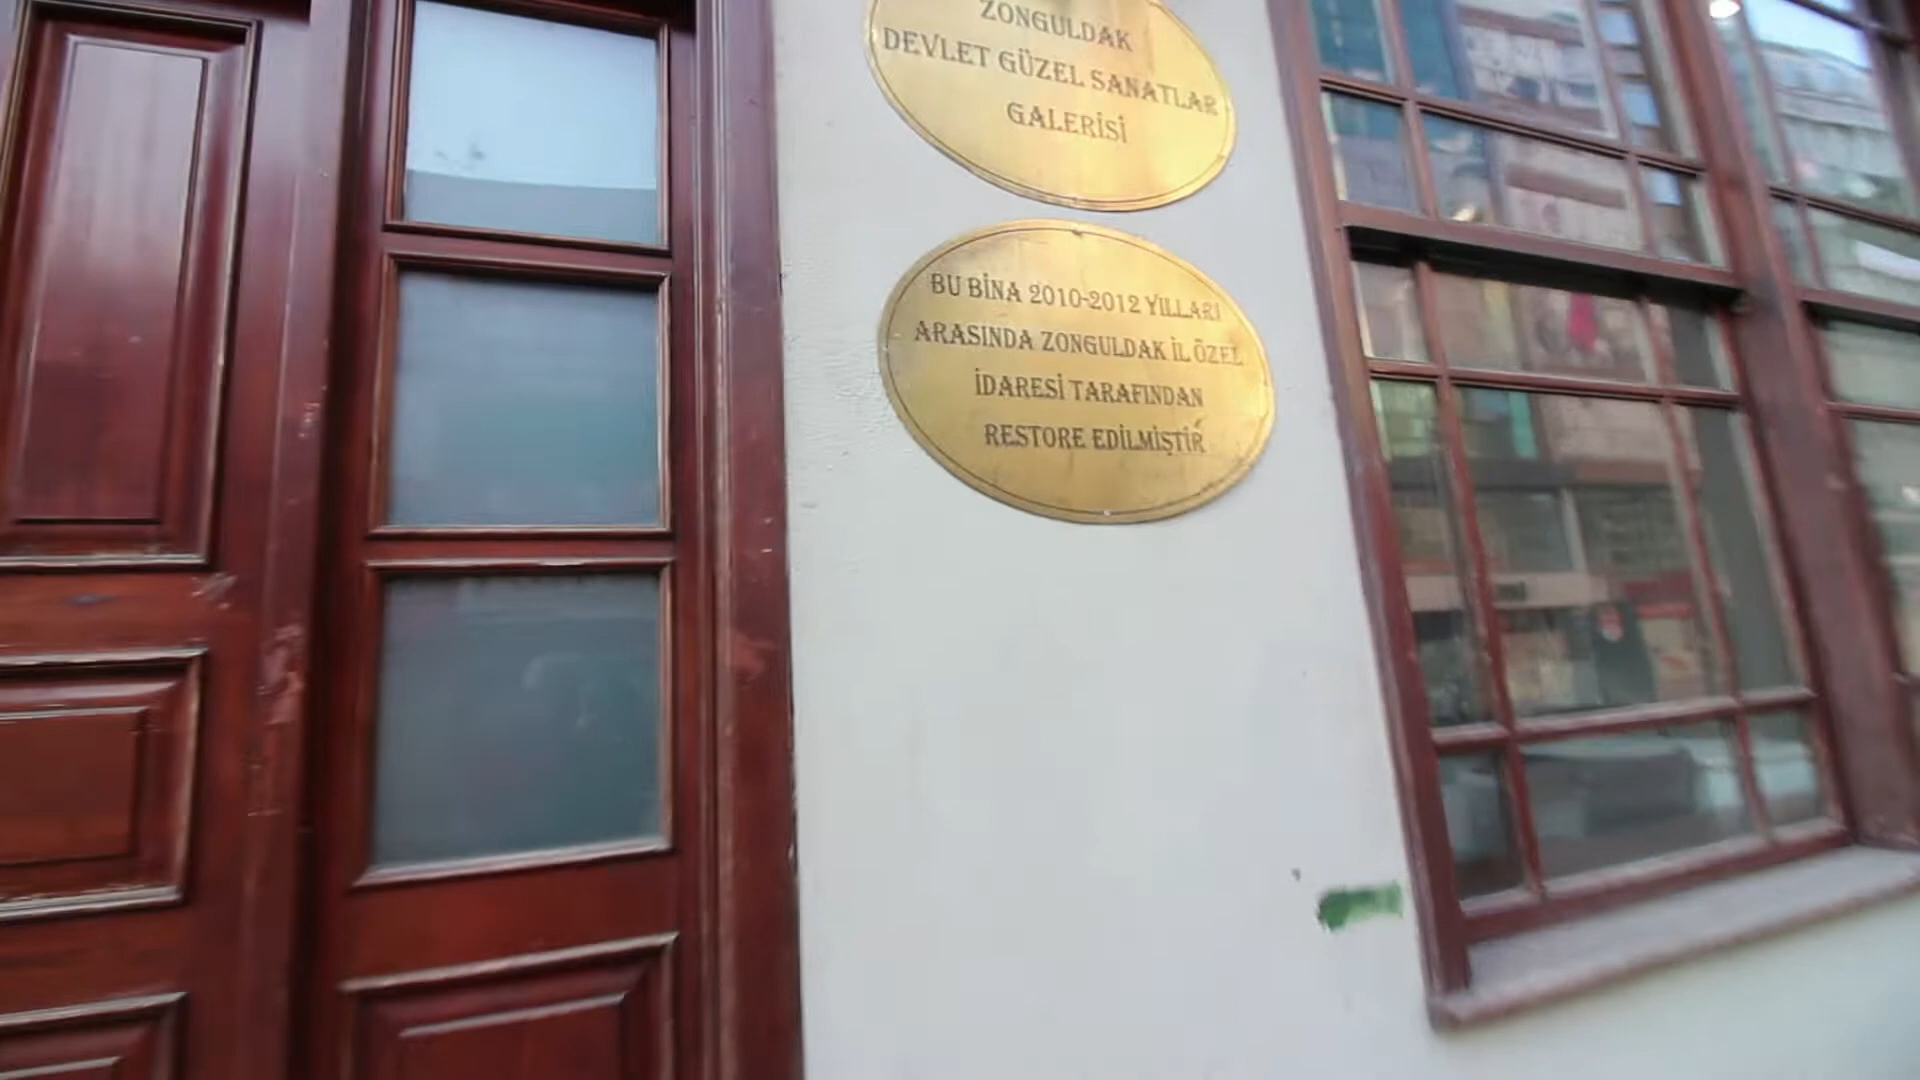 ZONGULDAK
DEVLET GÜZEL SANATLAR
GALERİSİ
BU BİNA 2010-2012 YILLARI
ARASINDA ZONGULDAK İL ÖZEL
İDARESİ TARAFINDAN
RESTORE EDİLMİŞTİR